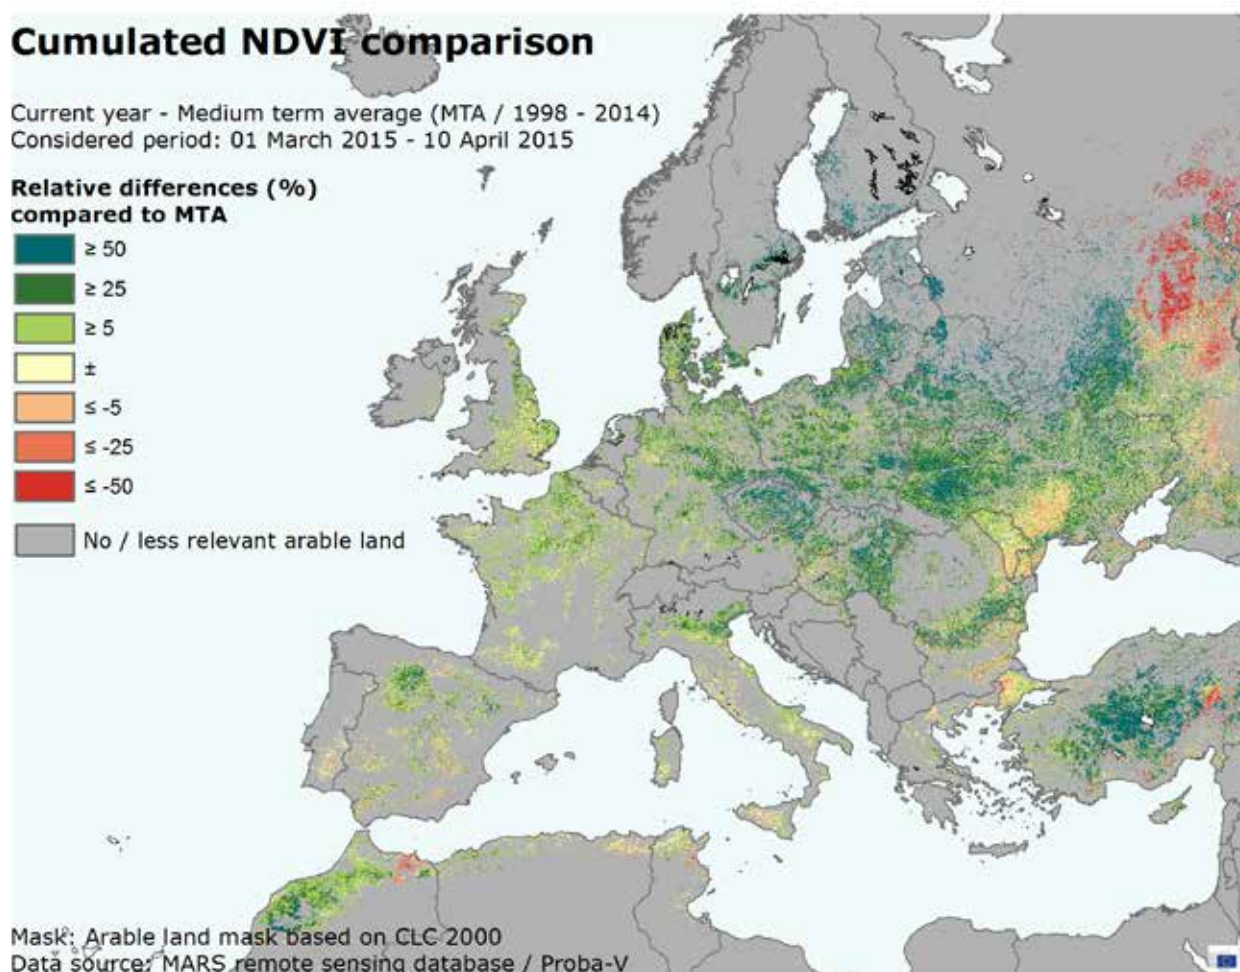 Cumulated NDVI comparison
Current year - Medium term average (MTA / 1998 - 2014)
Considered period: 01 March 2015 - 10 April 2015
Relative differences (%)
compared to MTA
≥ 50
≥ 25
≥ 5
±
≤ -5
≤ -25
≤ -50
No / less relevant arable land
Mask: Arable land mask based on CLC 2000
Data source: MARS remote sensing database / Proba-V